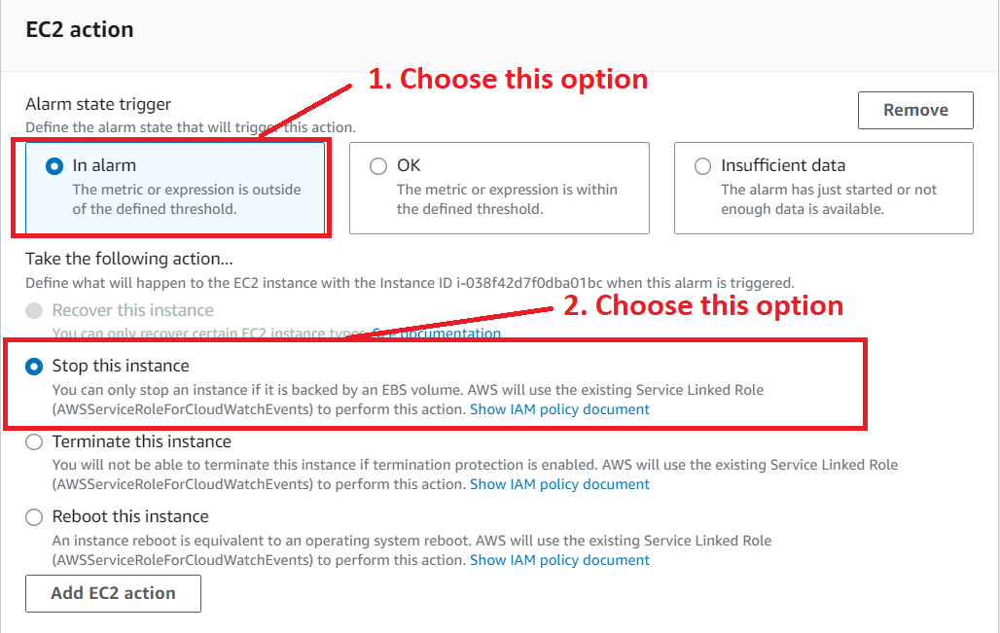 EC2 action
1. Choose this option
Alarm state trigger
Remove
Define the alarm state that will trigger this action.
In alarm
The metric or expression is outside
of the defined threshold.
OK
The metric or expression is within
the defined threshold.
Insufficient data
The alarm has just started or not
enough data is available.
Take the following action...
Define what will happen to the EC2 instance with the Instance ID i-038f42d7f0dba01bc when this alarm is triggered.
2. Choose this option
Recover this instance
You can only recover certain EC2 instance types. See documentation
Stop this instance
You can only stop an instance if it is backed by an EBS volume. AWS will use the existing Service Linked Role
(AWSServiceRoleForCloudWatchEvents) to perform this action. Show IAM policy document
Terminate this instance
You will not be able to terminate this instance if termination protection is enabled. AWS will use the existing Service Linked Role
(AWSServiceRoleForCloudWatchEvents) to perform this action. Show IAM policy document
Reboot this instance
An instance reboot is equivalent to an operating system reboot. AWS will use the existing Service Linked Role
(AWSServiceRoleForCloudWatchEvents) to perform this action. Show IAM policy document
Add EC2 action